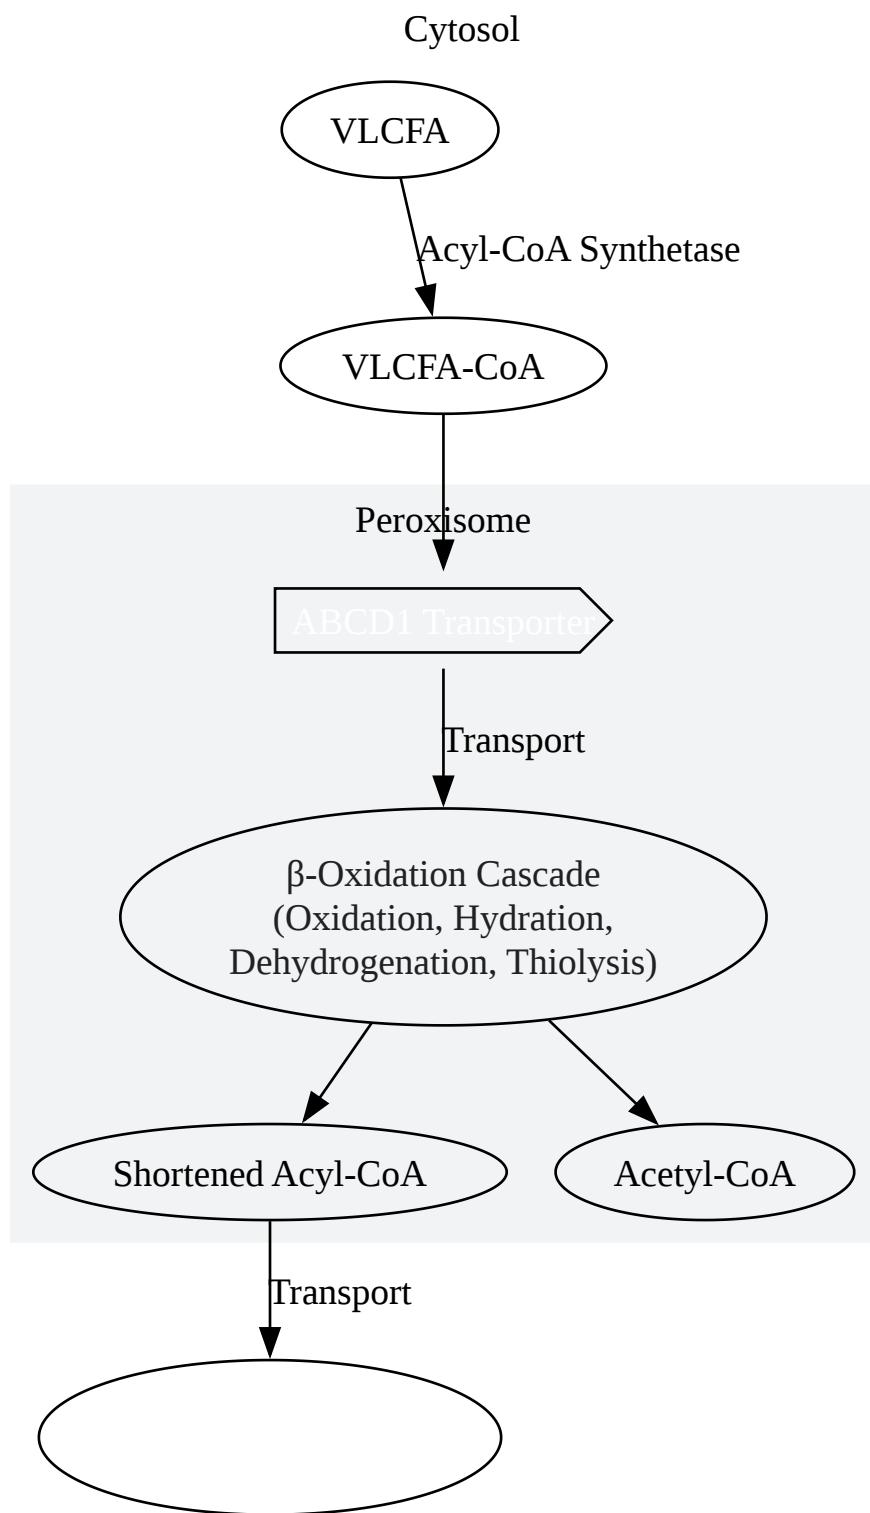 Cytosol
VLCFA
Acyl-CoA Synthetase
VLCFA-CoA
Peroxisome
ABCD1 Transporter
Transport
β-Oxidation Cascade
(Oxidation, Hydration,
Dehydrogenation, Thiolysis)
Shortened Acyl-CoA
Acetyl-CoA
Transport